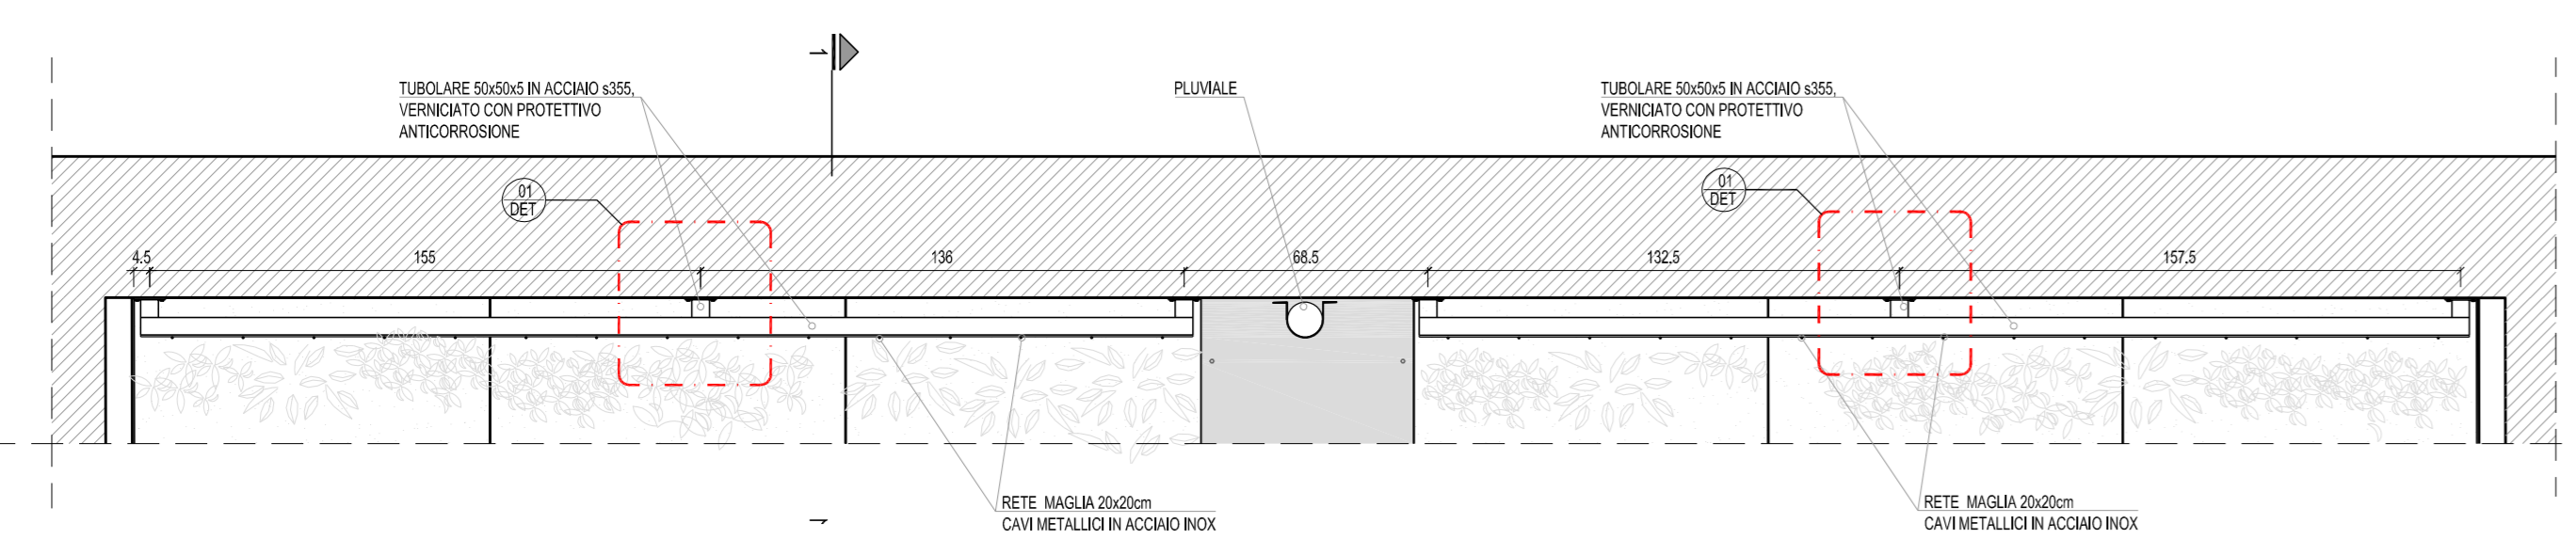 1
TUBOLARE 50x50x5 IN ACCIAIO s355,
VERNICIATO CON PROTETTIVO
ANTICORROSIONE
PLUVIALE
TUBOLARE 50x50x5 IN ACCIAIO s355,
VERNICIATO CON PROTETTIVO
ANTICORROSIONE
01
DET
01
DET
4.5
155
136
68.5
132.5
157.5
RETE MAGLIA 20x20cm
CAVI METALLICI IN ACCIAIO INOX
RETE MAGLIA 20x20cm
CAVI METALLICI IN ACCIAIO INOX
1